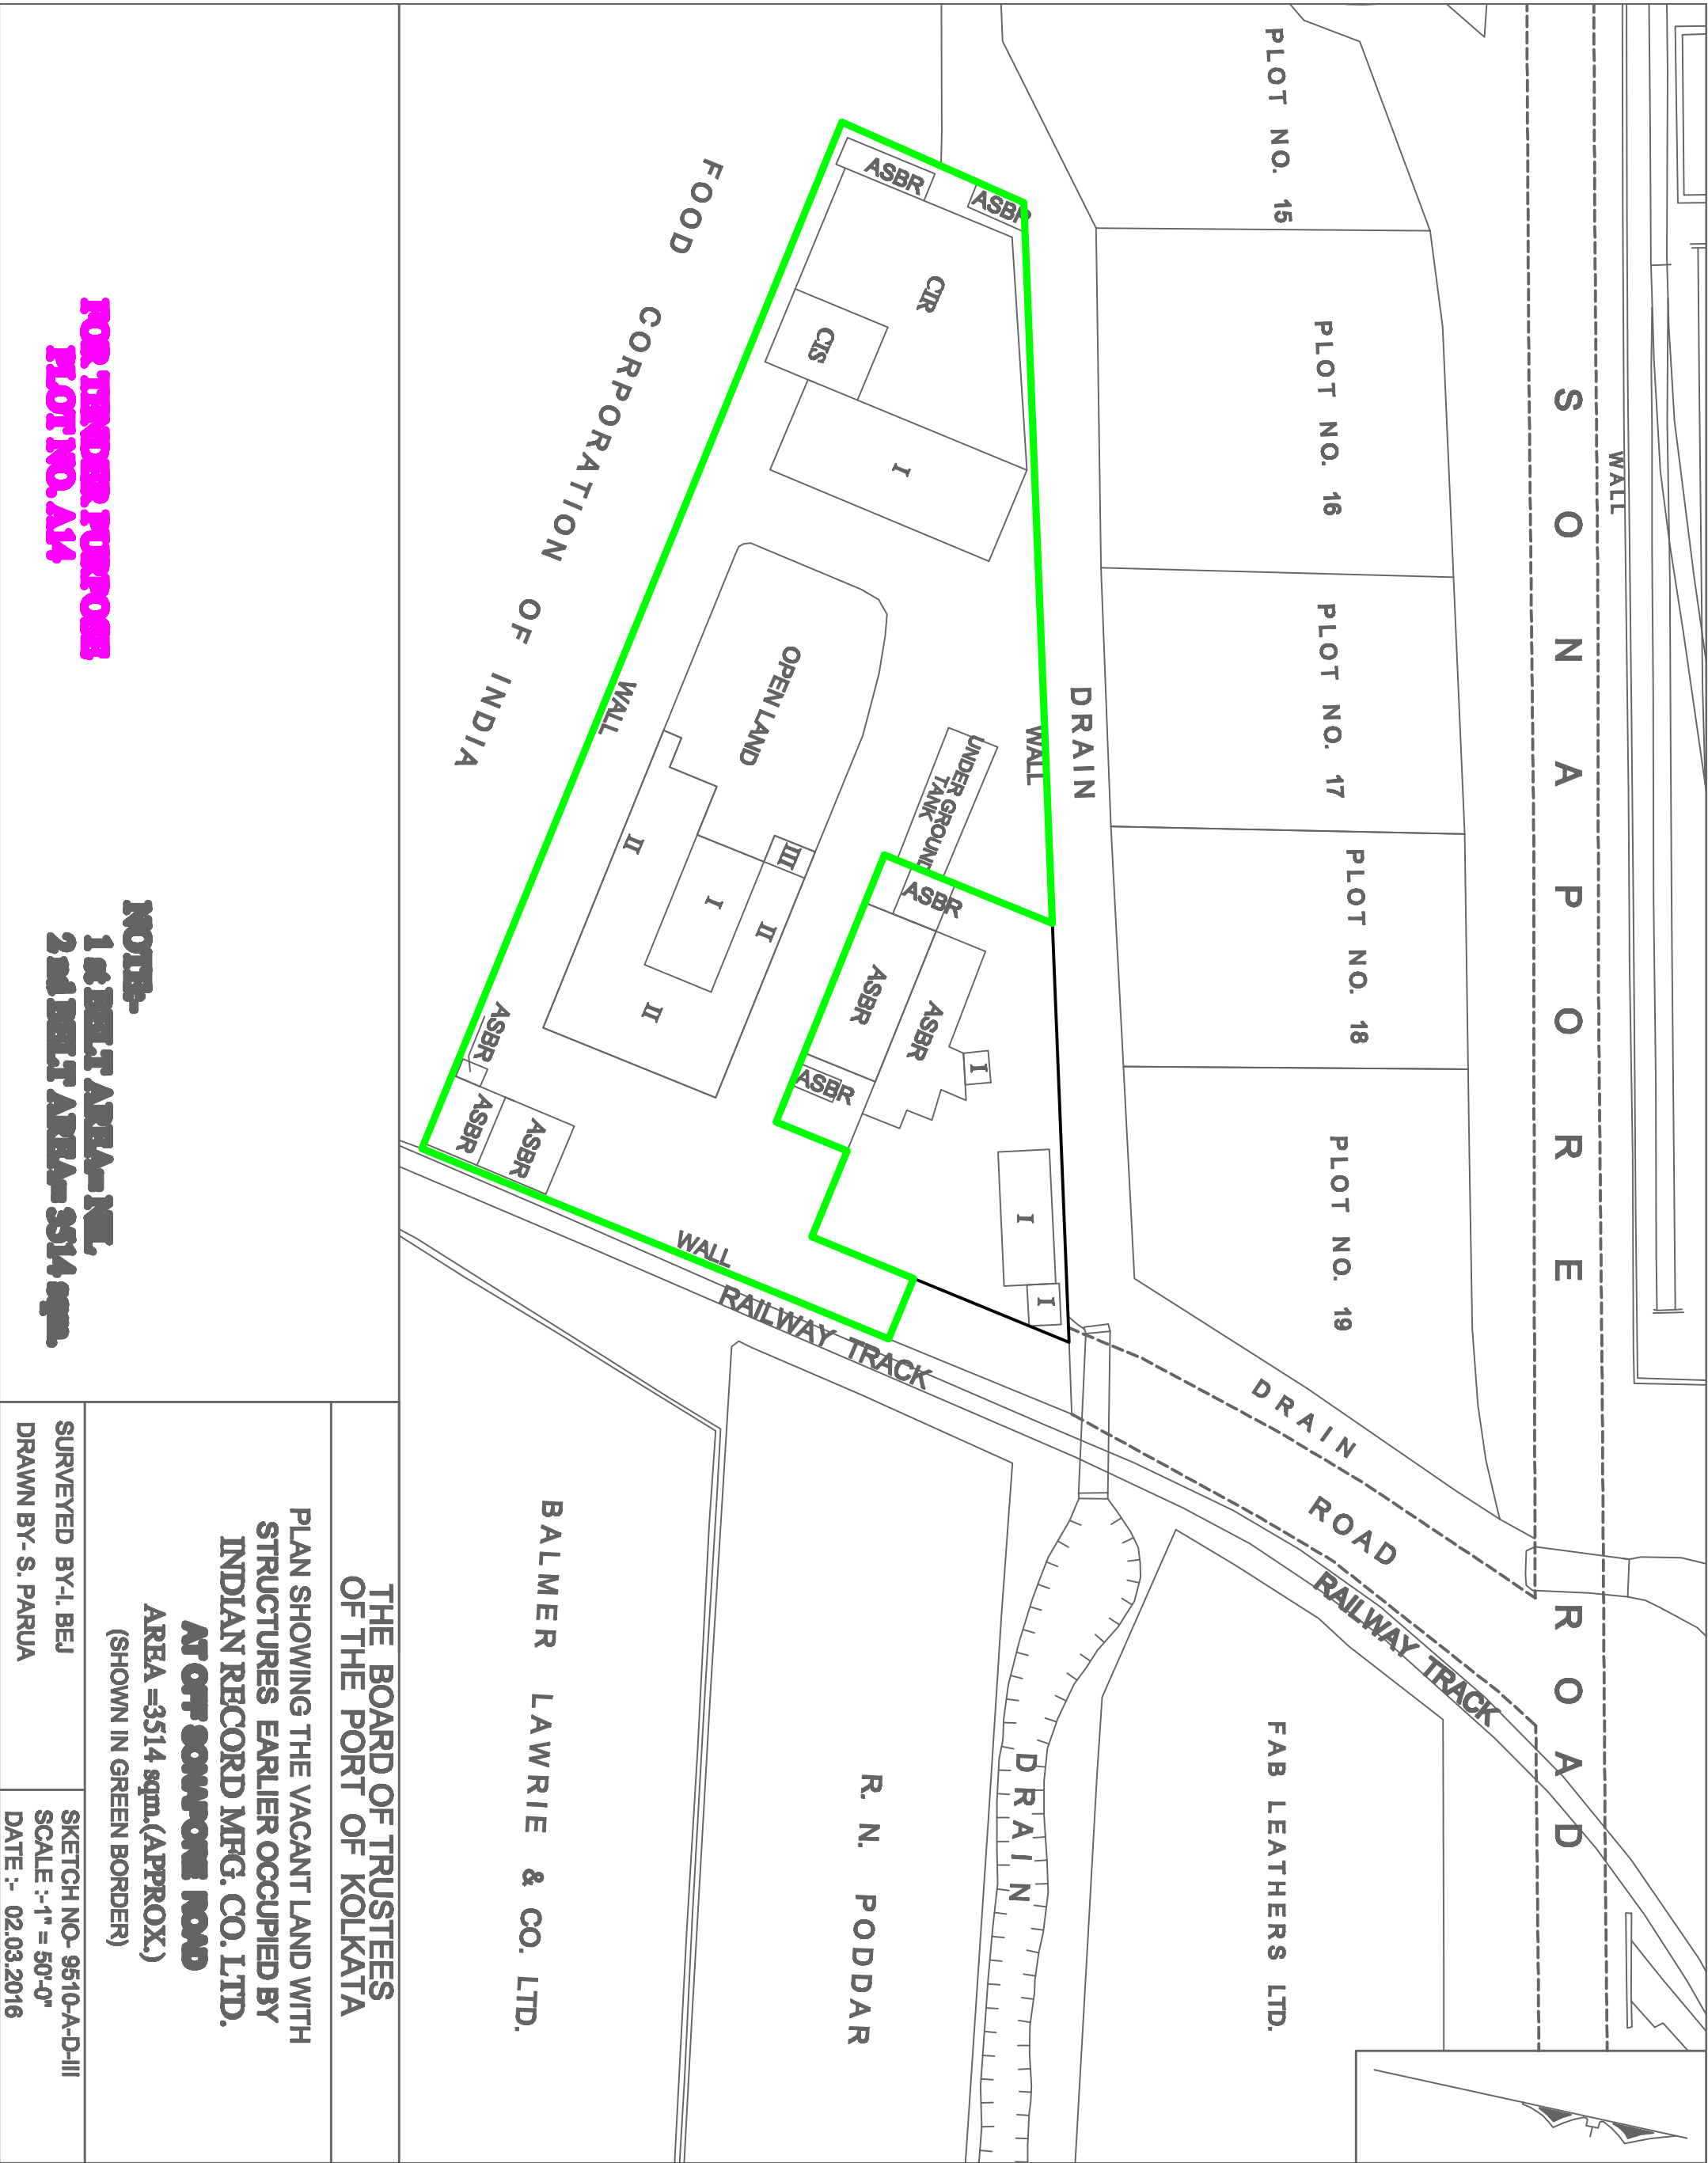 WALL
SONAPORE ROAD
PLOT NO. 15
PLOT NO. 16
PLOT NO. 17
PLOT NO. 18
PLOT NO. 19
DRAIN
WALL
DRAIN
ROAD
RAILWAY TRACK
FAB LEATHERS LTD.
DRAIN
R. N. PODDAR
BALMER LAWRIE & CO. LTD.
ASBR
ASBR
CIR
CIS
I
OPEN LAND
UNDER GROUND
TANK
ASBR
ASBR
ASBR
ASBR
I
I
I
III
II
I
II
II
WALL
ASBR
ASBR
ASBR
WALL
RAILWAY TRACK
FOOD CORPORATION OF INDIA
FOR TENDER PURPOSE
PLOT NO. A14
NOTE:-
1 st BELT AREA= NIL.
2 nd BELT AREA= 3514 sqm.
THE BOARD OF TRUSTEES
OF THE PORT OF KOLKATA
PLAN SHOWING THE VACANT LAND WITH
STRUCTURES EARLIER OCCUPIED BY
INDIAN RECORD MFG. CO. LTD.
AT OFF SONAPORE ROAD
AREA =3514 sqm.(APPROX.)
(SHOWN IN GREEN BORDER)
SURVEYED BY-I. BEJ
DRAWN BY- S. PARUA
SKETCH NO- 9510-A-D-III
SCALE :-1" = 50'-0"
DATE :- 02.03.2016